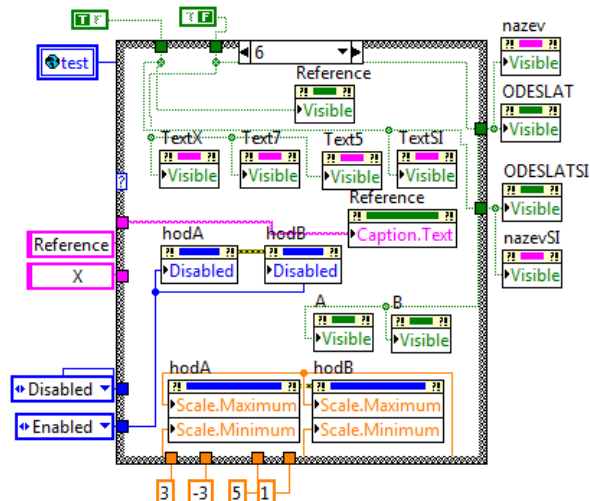 T F
6
nazev
Visible
test
Reference
Visible
ODESLAT
Visible
TextX Text7 Text5 TextSI
Visible Visible Visible Visible
ODESLATSI
Visible
?
Reference
Caption.Text
nazevSI
Visible
Reference
X
hodA hodB
Disabled Disabled
A B
Visible Visible
Disabled
Enabled
hodA hodB
Scale.Maximum Scale.Maximum
Scale.Minimum Scale.Minimum
3 -3 5 1